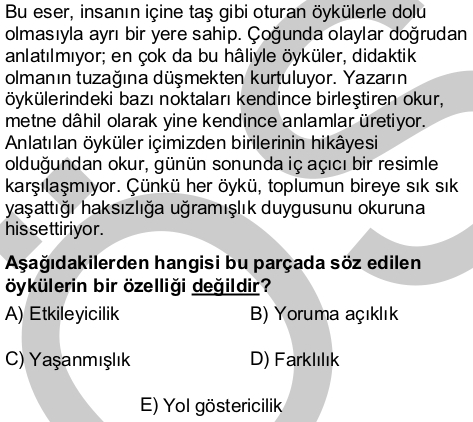 Bu eser, insanın içine taş gibi oturan öykülerle dolu
olmasıyla ayrı bir yere sahip. Çoğunda olaylar doğrudan
anlatılmıyor; en çok da bu hâliyle öyküler, didaktik
olmanın tuzağına düşmekten kurtuluyor. Yazarın
öykülerindeki bazı noktaları kendince birleştiren okur,
metne dâhil olarak yine kendince anlamlar üretiyor.
Anlatılan öyküler içimizden birilerinin hikâyesi
olduğundan okur, günün sonunda iç açıcı bir resimle
karşılaşmıyor. Çünkü her öykü, toplumun bireye sık sık
yaşattığı haksızlığa uğramışlık duygusunu okuruna
hissettiriyor.
Aşağıdakilerden hangisi bu parçada söz edilen
öykülerin bir özelliği değildir?
A) Etkileyicilik B) Yoruma açıklık
C) Yaşanmışlık D) Farklılık
E) Yol göstericilik